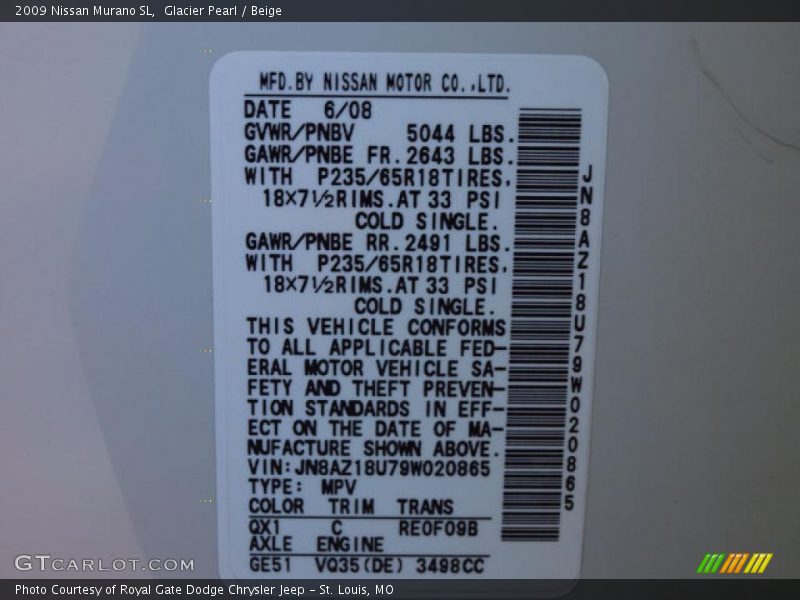 2009 Nissan Murano SL, Glacier Pearl / Beige
MFD.BY NISSAN MOTOR CO.,LTD.
DATE 6/08
GVWR/PNBV 5044 LBS.
GAWR/PNBE FR.2643 LBS.
WITH P235/65R18TIRES,
18×7½RIMS.AT 33 PSI
COLD SINGLE.
GAWR/PNBE RR.2491 LBS.
WITH P235/65R18TIRES,
18×7½RIMS.AT 33 PSI
COLD SINGLE.
THIS VEHICLE CONFORMS
TO ALL APPLICABLE FED-
ERAL MOTOR VEHICLE SA-
FETY AND THEFT PREVEN-
TION STANDARDS IN EFF-
ECT ON THE DATE OF MA-
NUFACTURE SHOWN ABOVE.
VIN:JN8AZ18U79W020865
TYPE: MPV
COLOR TRIM TRANS
QX1 C RE0F09B
AXLE ENGINE
GE51 VQ35(DE) 3498CC
JN8AZ18U79W020865
GTCARLOT.COM
Photo Courtesy of Royal Gate Dodge Chrysler Jeep - St. Louis, MO